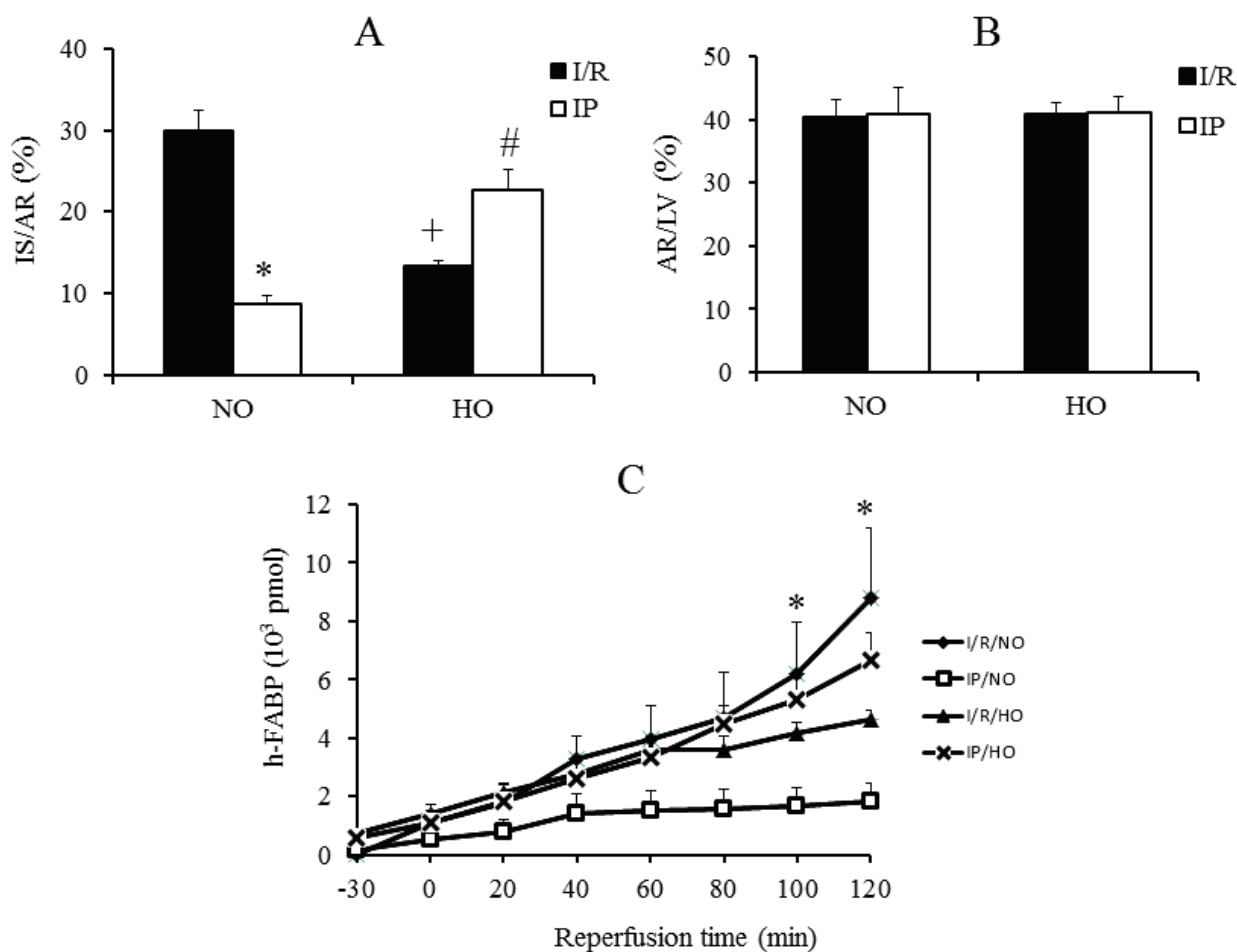 A
40
30
20
10
0
IS/AR (%)
I/R
IP
*
+
#
NO HO
B
50
40
30
20
10
0
AR/LV (%)
I/R
IP
NO HO
C
12
10
8
6
4
2
0
h-FABP (10³ pmol)
*
*
I/R/NO
IP/NO
I/R/HO
IP/HO
-30 0 20 40 60 80 100 120
Reperfusion time (min)